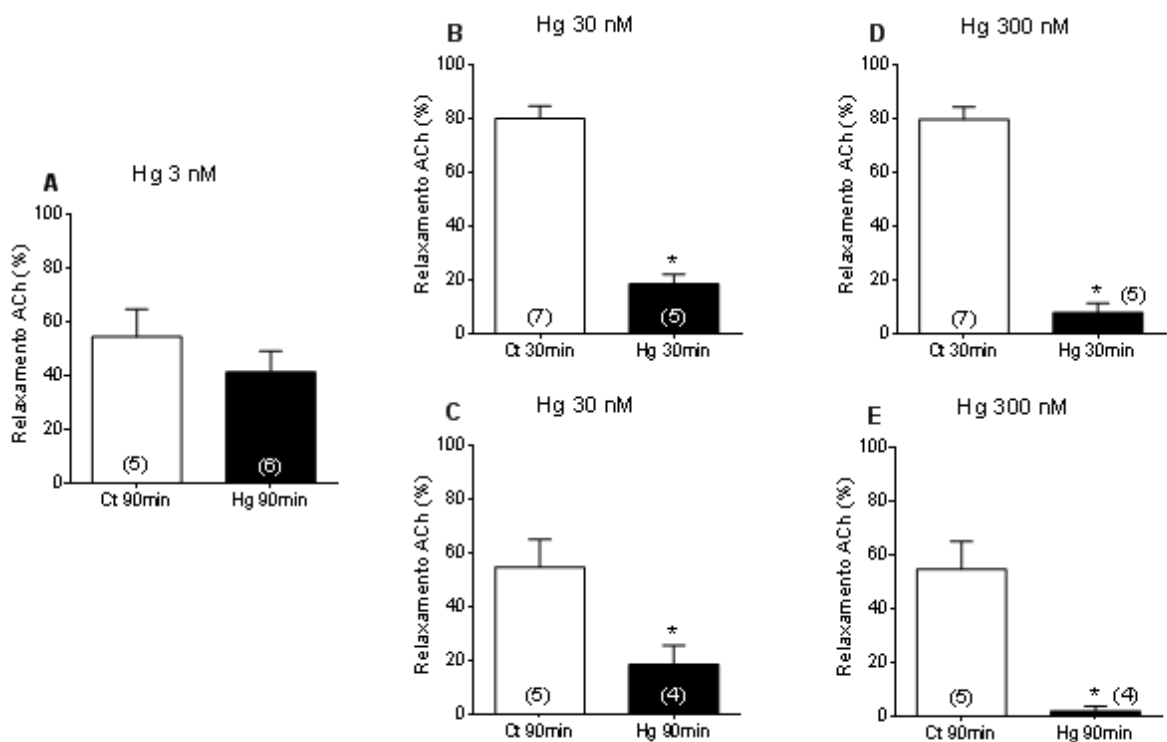 A
Hg 3 nM
Relaxamento ACh (%)
100
80
60
40
20
0
(5)
(6)
Ct 90min
Hg 90min
B
Hg 30 nM
Relaxamento ACh (%)
100
80
60
40
20
0
*
(7)
(5)
Ct 30min
Hg 30min
C
Hg 30 nM
Relaxamento ACh (%)
100
80
60
40
20
0
*
(5)
(4)
Ct 90min
Hg 90min
D
Hg 300 nM
Relaxamento ACh (%)
100
80
60
40
20
0
* (5)
(7)
Ct 30min
Hg 30min
E
Hg 300 nM
Relaxamento ACh (%)
100
80
60
40
20
0
* (4)
(5)
Ct 90min
Hg 90min